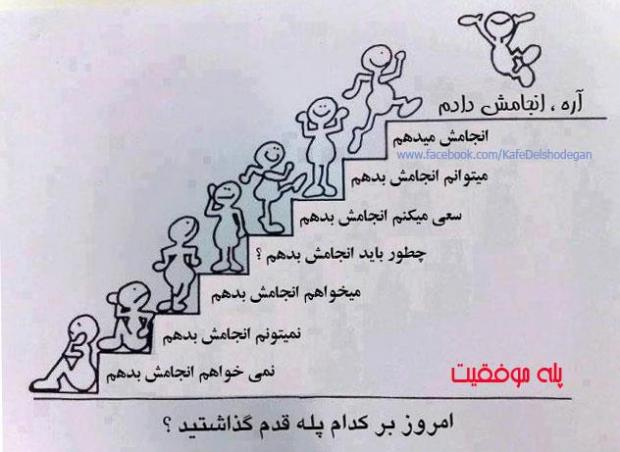 آره ، انجامش دادم
انجامش میدهم
www.facebook.com/KafeDelshodegan
میتوانم انجامش بدهم
سعی میکنم انجامش بدهم
چطور باید انجامش بدهم ؟
میخواهم انجامش بدهم
نمیتونم انجامش بدهم
نمی خواهم انجامش بدهم
پله موفقیت
امروز بر کدام پله قدم گذاشتید ؟